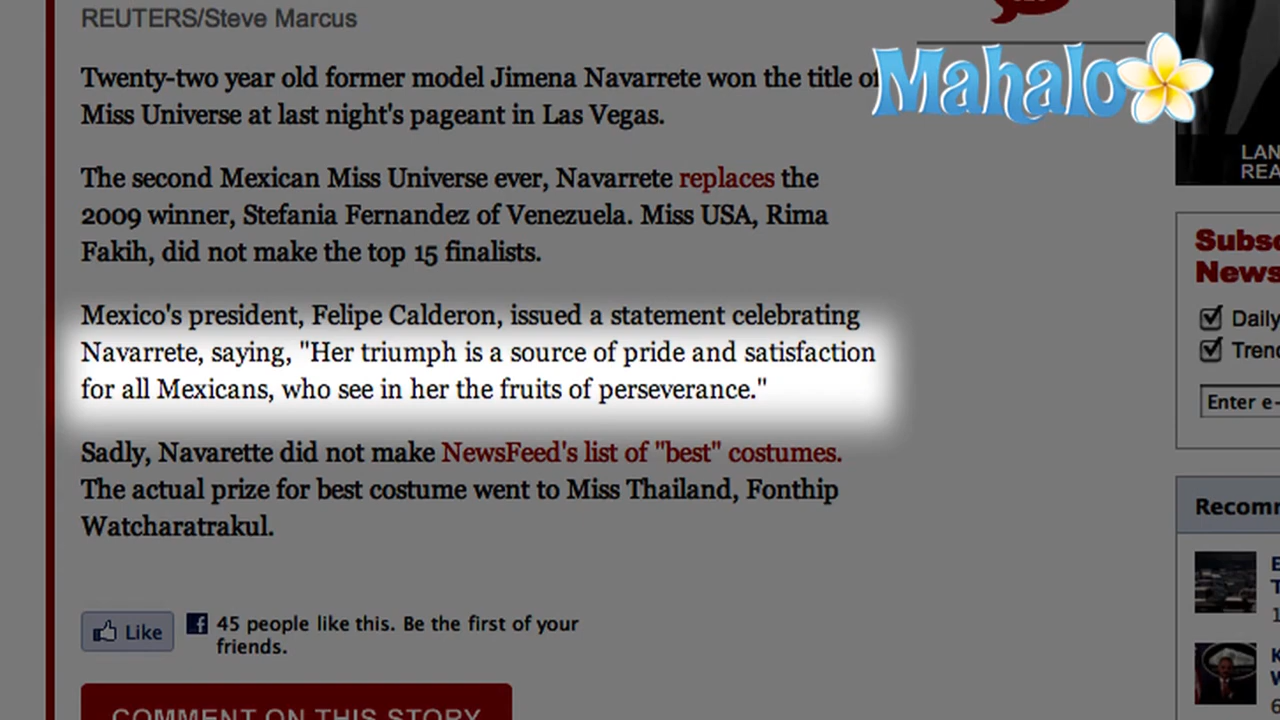 REUTERS/Steve Marcus
Mahalo
Twenty-two year old former model Jimena Navarrete won the title of
Miss Universe at last night's pageant in Las Vegas.
The second Mexican Miss Universe ever, Navarrete replaces the
2009 winner, Stefania Fernandez of Venezuela. Miss USA, Rima
Fakih, did not make the top 15 finalists.
Mexico's president, Felipe Calderon, issued a statement celebrating
Navarrete, saying, "Her triumph is a source of pride and satisfaction
for all Mexicans, who see in her the fruits of perseverance."
Sadly, Navarette did not make NewsFeed's list of "best" costumes.
The actual prize for best costume went to Miss Thailand, Fonthip
Watcharatrakul.
Like
45 people like this. Be the first of your
friends.
COMMENT ON THIS STORY
LAN
REA
Subsc
News
Daily
Trend
Enter e-
Recomm